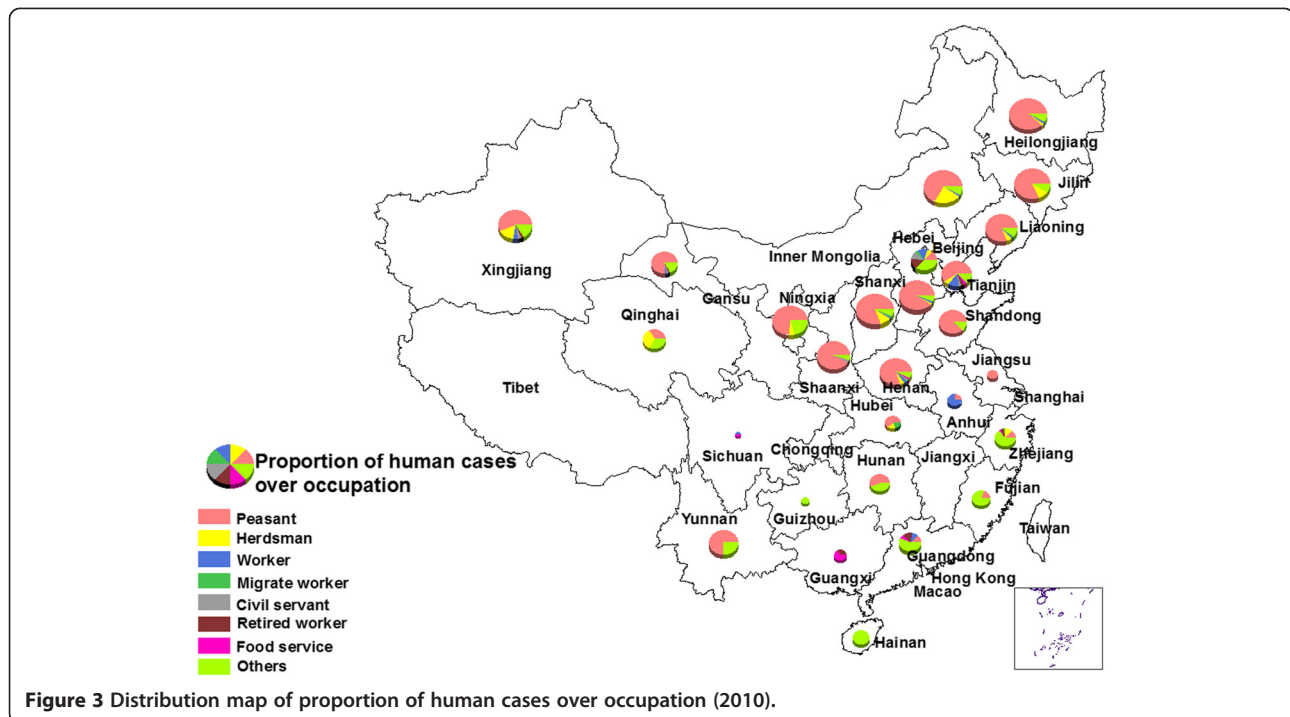 Heilongjiang
Jilin
Liaoning
Hebei
Beijing
Inner Mongolia
Xingjiang
Tianjin
Shanxi
Gansu
Ningxia
Qinghai
Shandong
Jiangsu
Tibet
Shaanxi
Henan
Shanghai
Hubei
Anhui
Sichuan
Chongqing
Hunan
Jiangxi
Zhejiang
Fujian
Yunnan
Guizhou
Taiwan
Guangdong
Guangxi
Hong Kong
Macao
Hainan
Proportion of human cases
over occupation
Peasant
Herdsman
Worker
Migrate worker
Civil servant
Retired worker
Food service
Others
Figure 3 Distribution map of proportion of human cases over occupation (2010).